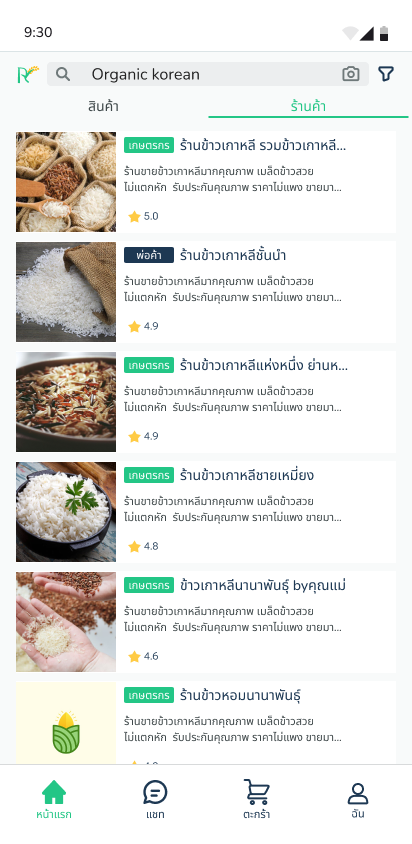 9:30
Organic korean
สินค้า
ร้านค้า
เกษตรกร ร้านข้าวเกาหลี รวมข้าวเกาหลี...
ร้านขายข้าวเกาหลีมากคุณภาพ เมล็ดข้าวสวย
ไม่แตกหัก รับประกันคุณภาพ ราคาไม่แพง ขายมา...
5.0
พ่อค้า ร้านข้าวเกาหลีชั้นนำ
ร้านขายข้าวเกาหลีมากคุณภาพ เมล็ดข้าวสวย
ไม่แตกหัก รับประกันคุณภาพ ราคาไม่แพง ขายมา...
4.9
เกษตรกร ร้านข้าวเกาหลีแห่งหนึ่ง ย่านห...
ร้านขายข้าวเกาหลีมากคุณภาพ เมล็ดข้าวสวย
ไม่แตกหัก รับประกันคุณภาพ ราคาไม่แพง ขายมา...
4.9
เกษตรกร ร้านข้าวเกาหลีชายเหมี่ยง
ร้านขายข้าวเกาหลีมากคุณภาพ เมล็ดข้าวสวย
ไม่แตกหัก รับประกันคุณภาพ ราคาไม่แพง ขายมา...
4.8
เกษตรกร ข้าวเกาหลีนานาพันธุ์ byคุณแม่
ร้านขายข้าวเกาหลีมากคุณภาพ เมล็ดข้าวสวย
ไม่แตกหัก รับประกันคุณภาพ ราคาไม่แพง ขายมา...
4.6
เกษตรกร ร้านข้าวหอมนานาพันธุ์
ร้านขายข้าวเกาหลีมากคุณภาพ เมล็ดข้าวสวย
ไม่แตกหัก รับประกันคุณภาพ ราคาไม่แพง ขายมา...
หน้าแรก
แชท
ตะกร้า
ฉัน